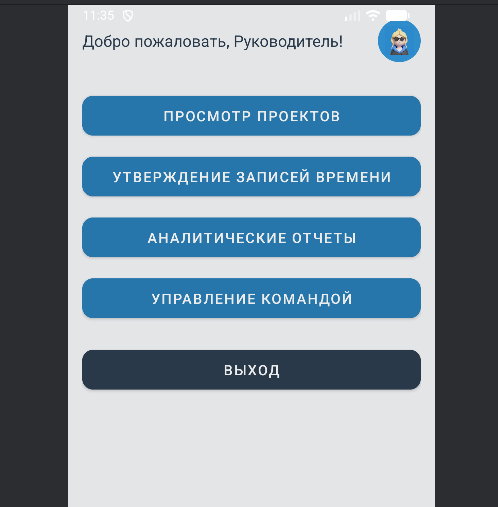 11:35
Добро пожаловать, Руководитель!
ПРОСМОТР ПРОЕКТОВ
УТВЕРЖДЕНИЕ ЗАПИСЕЙ ВРЕМЕНИ
АНАЛИТИЧЕСКИЕ ОТЧЕТЫ
УПРАВЛЕНИЕ КОМАНДОЙ
ВЫХОД